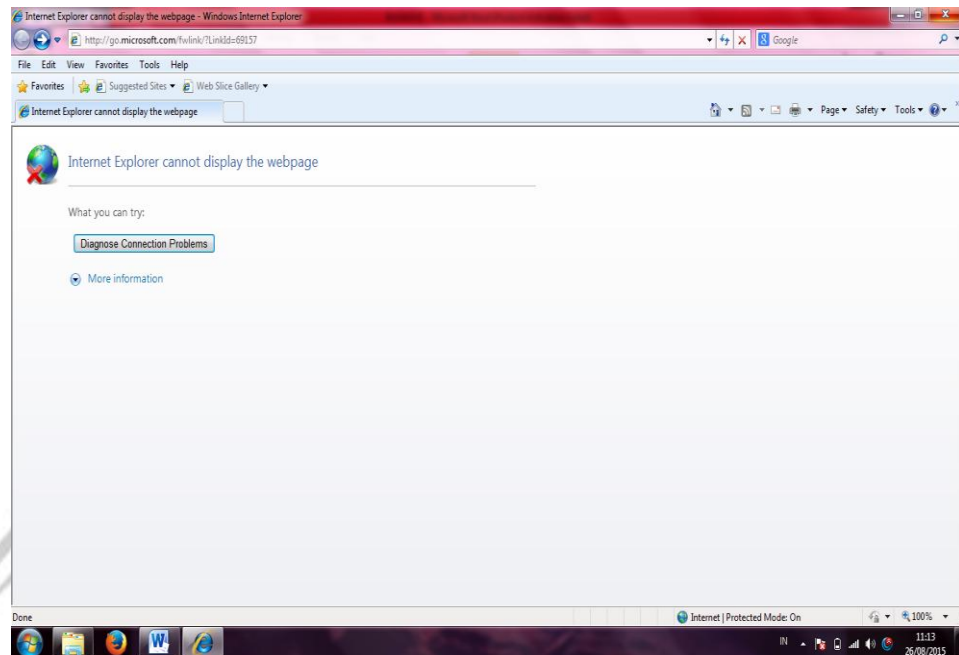 Internet Explorer cannot display the webpage - Windows Internet Explorer
http://go.microsoft.com/fwlink/?LinkId=69157
Google
File Edit View Favorites Tools Help
Favorites Suggested Sites Web Slice Gallery
Internet Explorer cannot display the webpage
Page Safety Tools
Internet Explorer cannot display the webpage
What you can try:
Diagnose Connection Problems
More information
Done
Internet | Protected Mode: On
100%
IN
11:13
26/08/2015